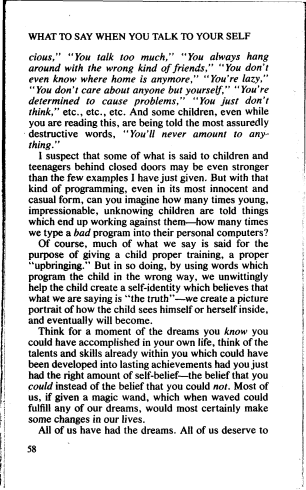 WHAT TO SAY WHEN YOU TALK TO YOUR SELF
cious," "You talk too much," "You always hang
around with the wrong kind of friends," "You don't
even know where home is anymore," "You're lazy,"
"You don't care about anyone but yourself," "You're
determined to cause problems," "You just don't
think," etc., etc., etc. And some children, even while
you are reading this, are being told the most assuredly
destructive words, "You'll never amount to any-
thing."
I suspect that some of what is said to children and
teenagers behind closed doors may be even stronger
than the few examples I have just given. But with that
kind of programming, even in its most innocent and
casual form, can you imagine how many times young,
impressionable, unknowing children are told things
which end up working against them—how many times
we type a bad program into their personal computers?
Of course, much of what we say is said for the
purpose of giving a child proper training, a proper
"upbringing." But in so doing, by using words which
program the child in the wrong way, we unwittingly
help the child create a self-identity which believes that
what we are saying is "the truth"—we create a picture
portrait of how the child sees himself or herself inside,
and eventually will become.
Think for a moment of the dreams you know you
could have accomplished in your own life, think of the
talents and skills already within you which could have
been developed into lasting achievements had you just
had the right amount of self-belief—the belief that you
could instead of the belief that you could not. Most of
us, if given a magic wand, which when waved could
fulfill any of our dreams, would most certainly make
some changes in our lives.
All of us have had the dreams. All of us deserve to
58